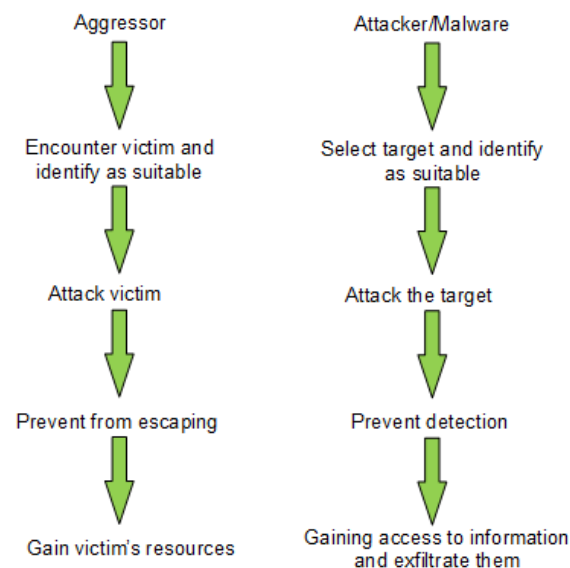 Aggressor
Encounter victim and
identify as suitable
Attack victim
Prevent from escaping
Gain victim's resources
Attacker/Malware
Select target and identify
as suitable
Attack the target
Prevent detection
Gaining access to information
and exfiltrate them